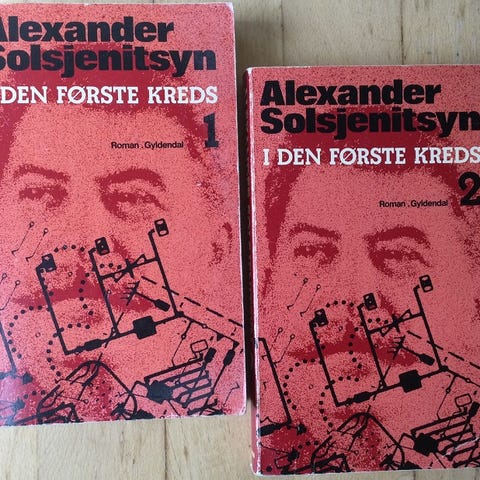 Alexander
Solsjenitsyn
I DEN FØRSTE KREDS
1
Roman . Gyldendal
Alexander
Solsjenitsyn
I DEN FØRSTE KREDS
2
Roman . Gyldendal